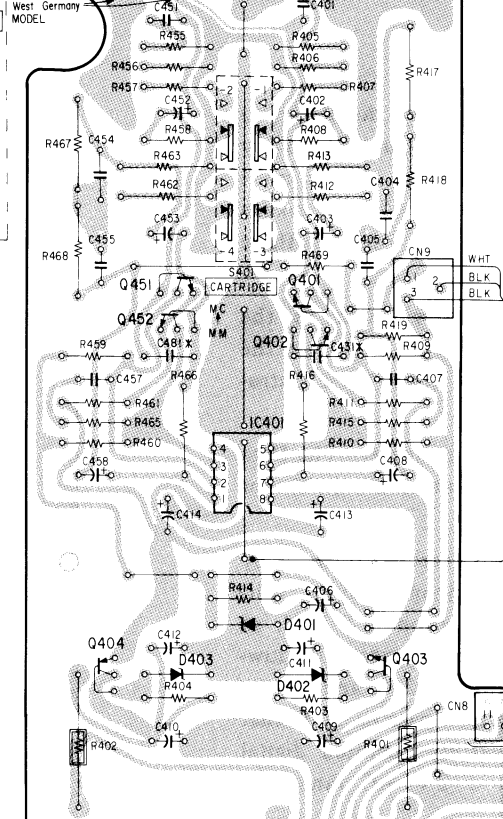 West Germany
MODEL
C451
C401
R455
R405
R456
R406
R457
R407
R417
-2
-1
C452
C402
R458
R408
R467
C454
R463
R413
R462
R412
C404
R418
C453
C403
-4
-3
R468
C455
S401
R469
C405
CN9
WHT
BLK
BLK
2
3
Q451
CARTRIDGE
Q401
Q452
MC
MM
Q402
R419
R459
C481 *
C431 *
R409
C457
R466
R416
C407
R461
R411
R465
R415
R460
R410
IC401
4
5
3
6
2
7
1
8
C458
C408
C414
C413
R414
C406
D401
Q404
C412
D403
C411
Q403
R404
D402
R403
CN8
C410
C409
R402
R401